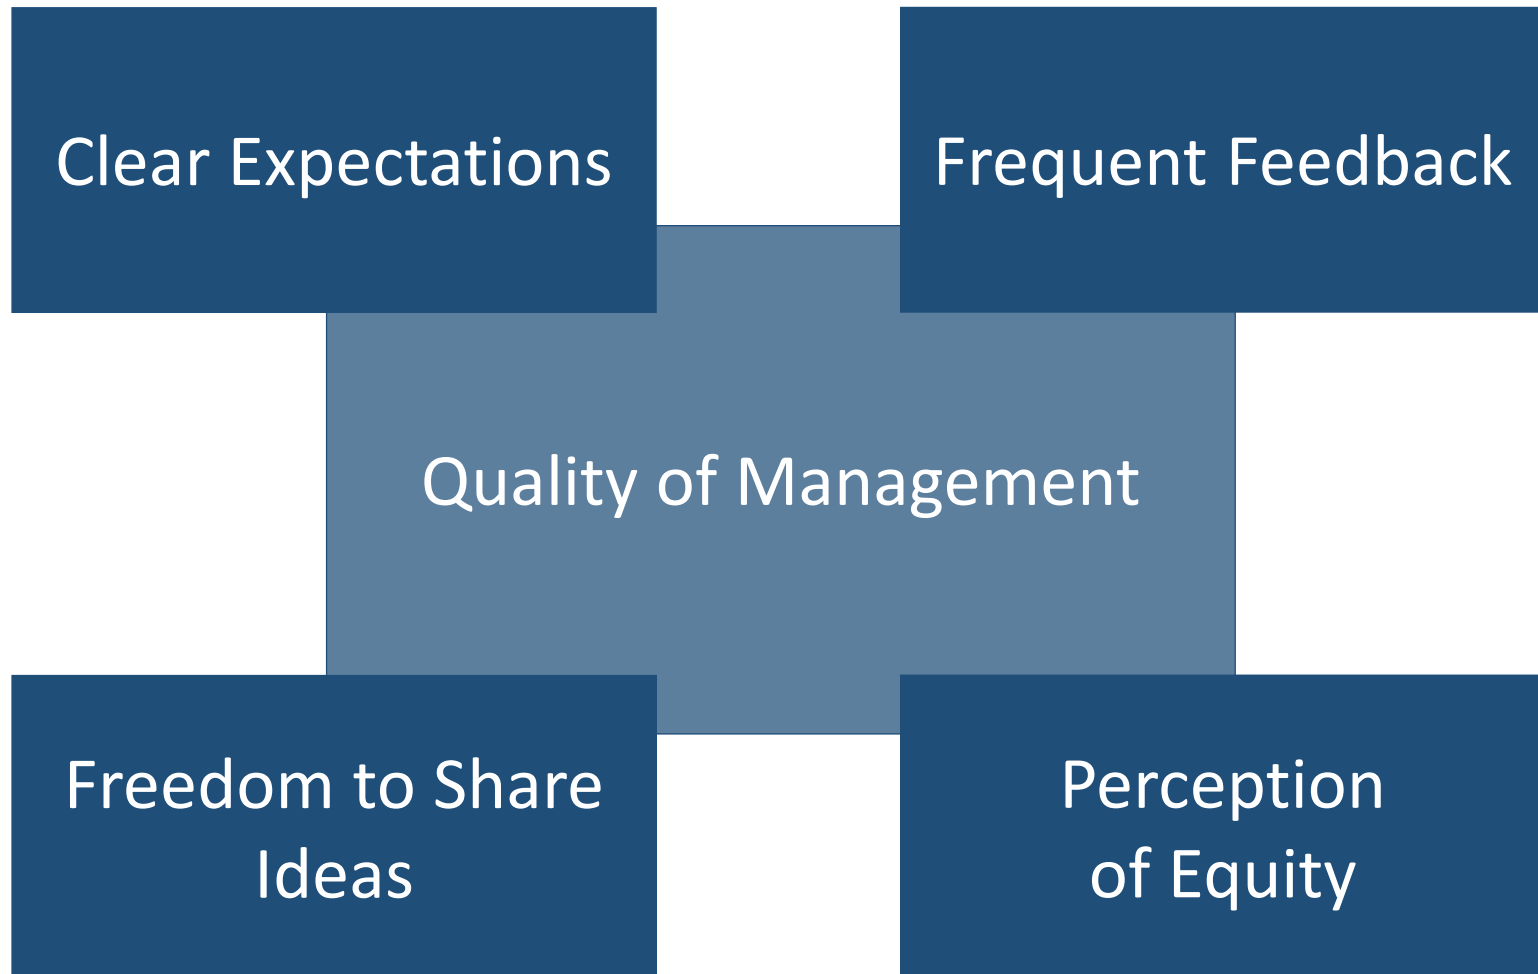 Clear Expectations
Frequent Feedback
Quality of Management
Freedom to Share
Ideas
Perception
of Equity